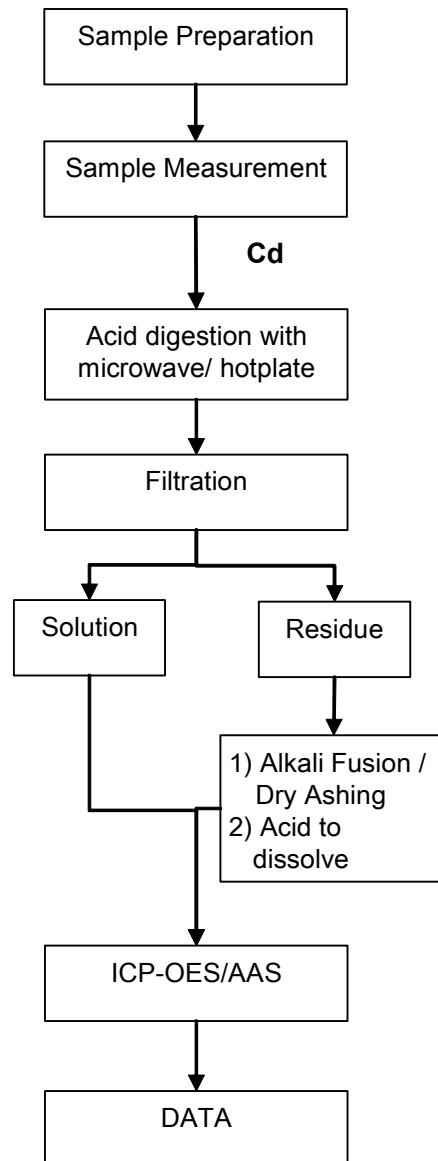 Sample Preparation
Sample Measurement
Cd
Acid digestion with
microwave/ hotplate
Filtration
Solution
Residue
1) Alkali Fusion /
Dry Ashing
2) Acid to
dissolve
ICP-OES/AAS
DATA